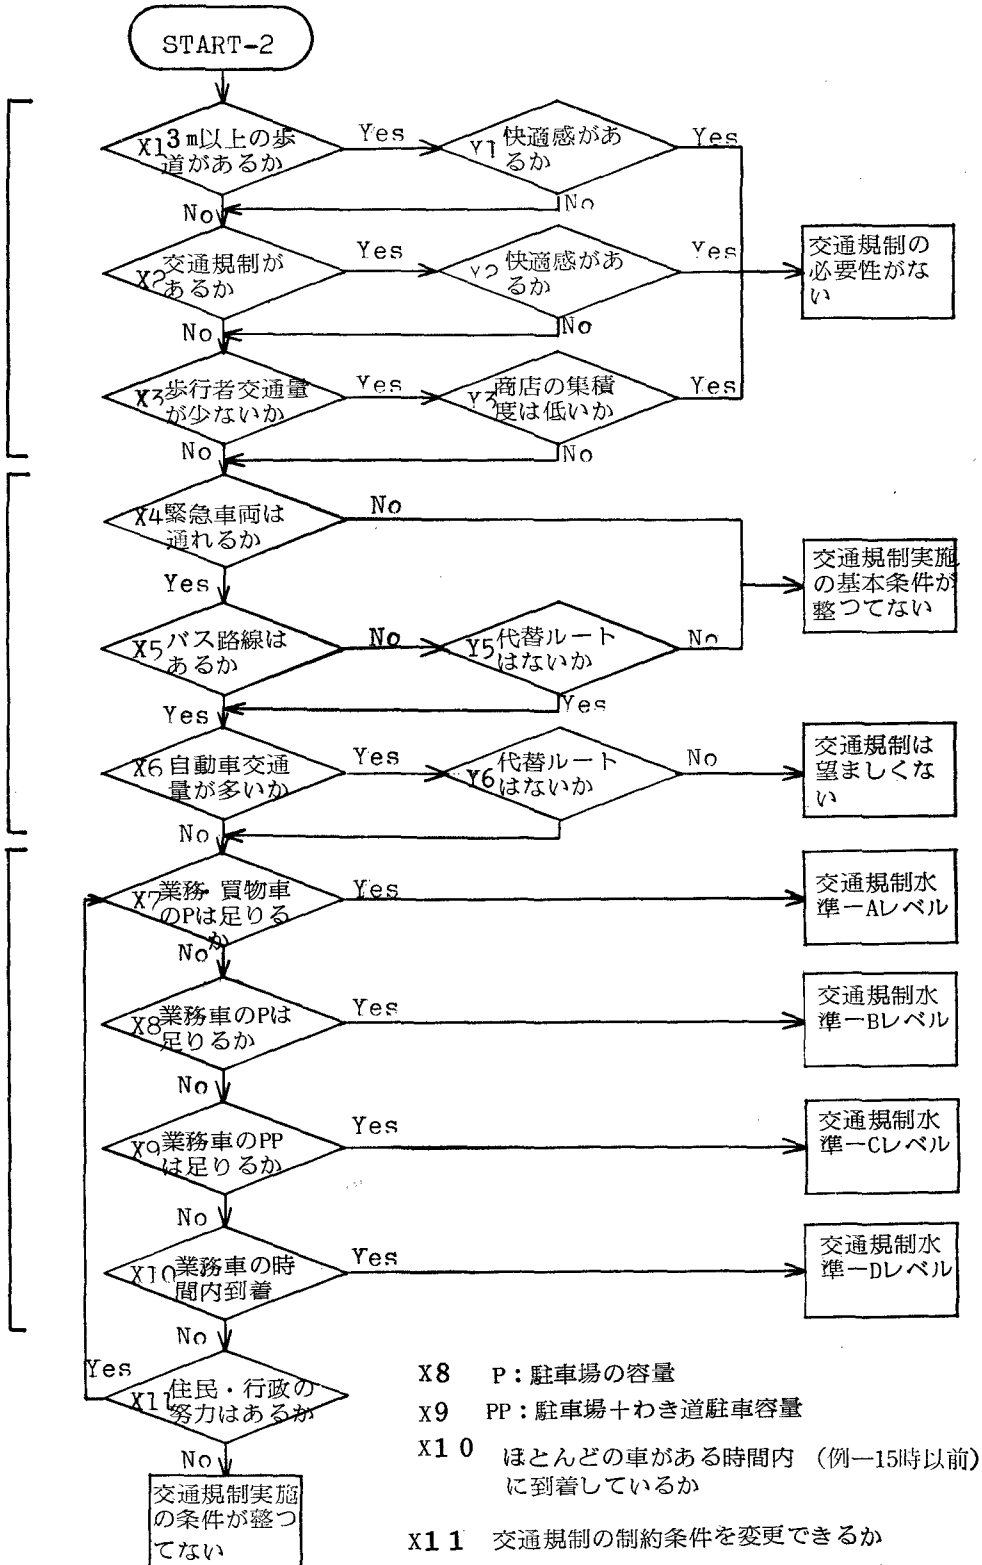 START-2
X1 3m以上の歩
道があるか
Yes
Y1 快適感があ
るか
Yes
No
No
X2 交通規制が
あるか
Yes
Y2 快適感があ
るか
Yes
交通規制の
必要性がな
い
No
No
X3 歩行者交通量
が少ないか
Yes
Y3 商店の集積
度は低いか
Yes
No
No
X4 緊急車両は
通れるか
No
交通規制実施
の基本条件が
整つてない
Yes
X5 バス路線は
あるか
No
Y5 代替ルート
はないか
No
Yes
Yes
X6 自動車交通
量が多いか
Yes
Y6 代替ルート
はないか
No
交通規制は
望ましくな
い
No
X7 業務・買物車
のPは足りる
か
Yes
交通規制水
準ーAレベル
No
X8 業務車のPは
足りるか
Yes
交通規制水
準ーBレベル
No
X9 業務車のPP
は足りるか
Yes
交通規制水
準ーCレベル
No
X10 業務車の時
間内到着
Yes
交通規制水
準ーDレベル
No
Yes
X11 住民・行政の
努力はあるか
No
交通規制実施
の条件が整つ
てない
X8 P:駐車場の容量
X9 PP:駐車場+わき道駐車容量
X10 ほとんどの車がある時間内 (例ー15時以前)
に到着しているか
X11 交通規制の制約条件を変更できるか